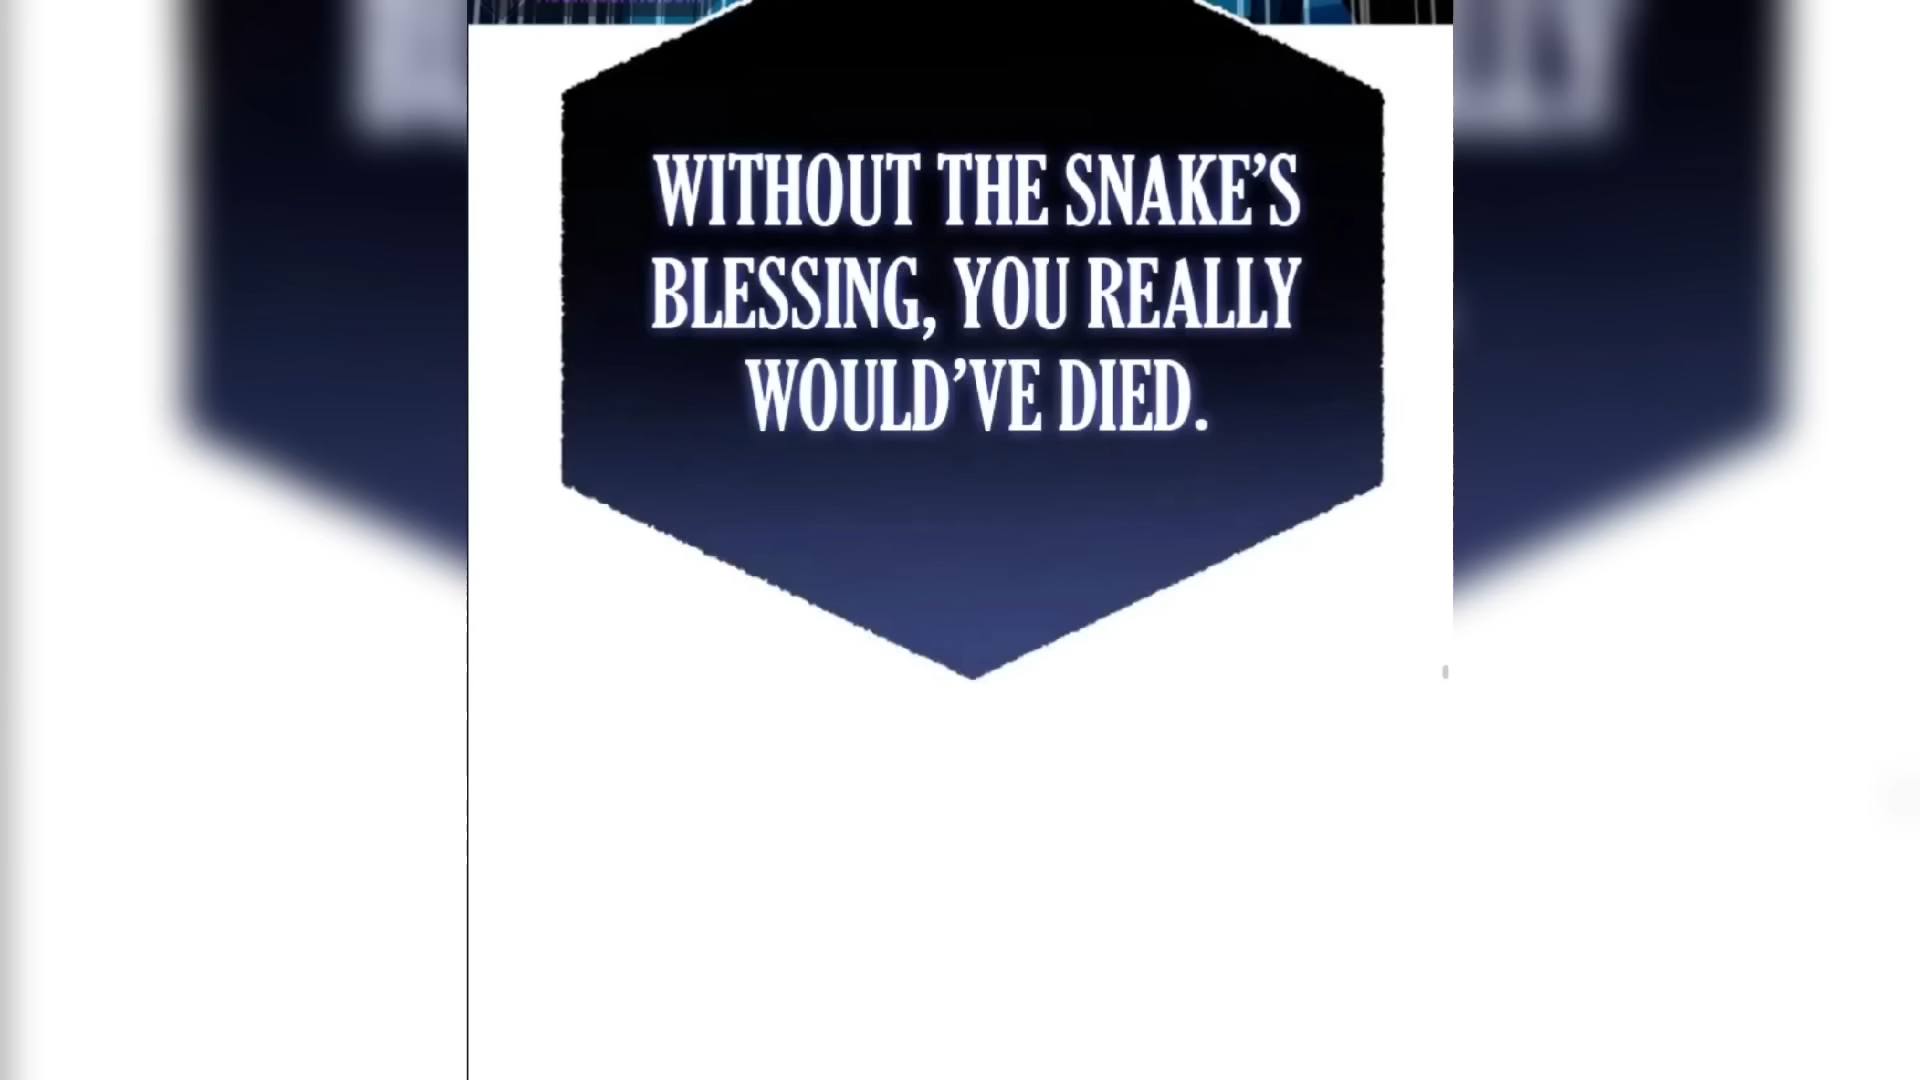 WITHOUT THE SNAKE’S
BLESSING, YOU REALLY
WOULD’VE DIED.